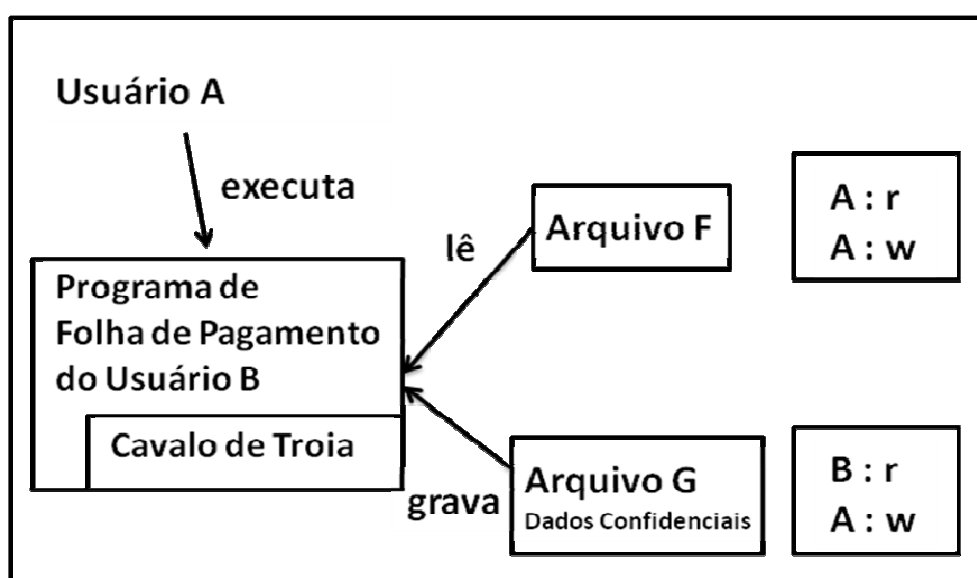 Usuário A
executa
Programa de
Folha de Pagamento
do Usuário B
Cavalo de Troia
lê
Arquivo F
A : r
A : w
grava
Arquivo G
Dados Confidenciais
B : r
A : w